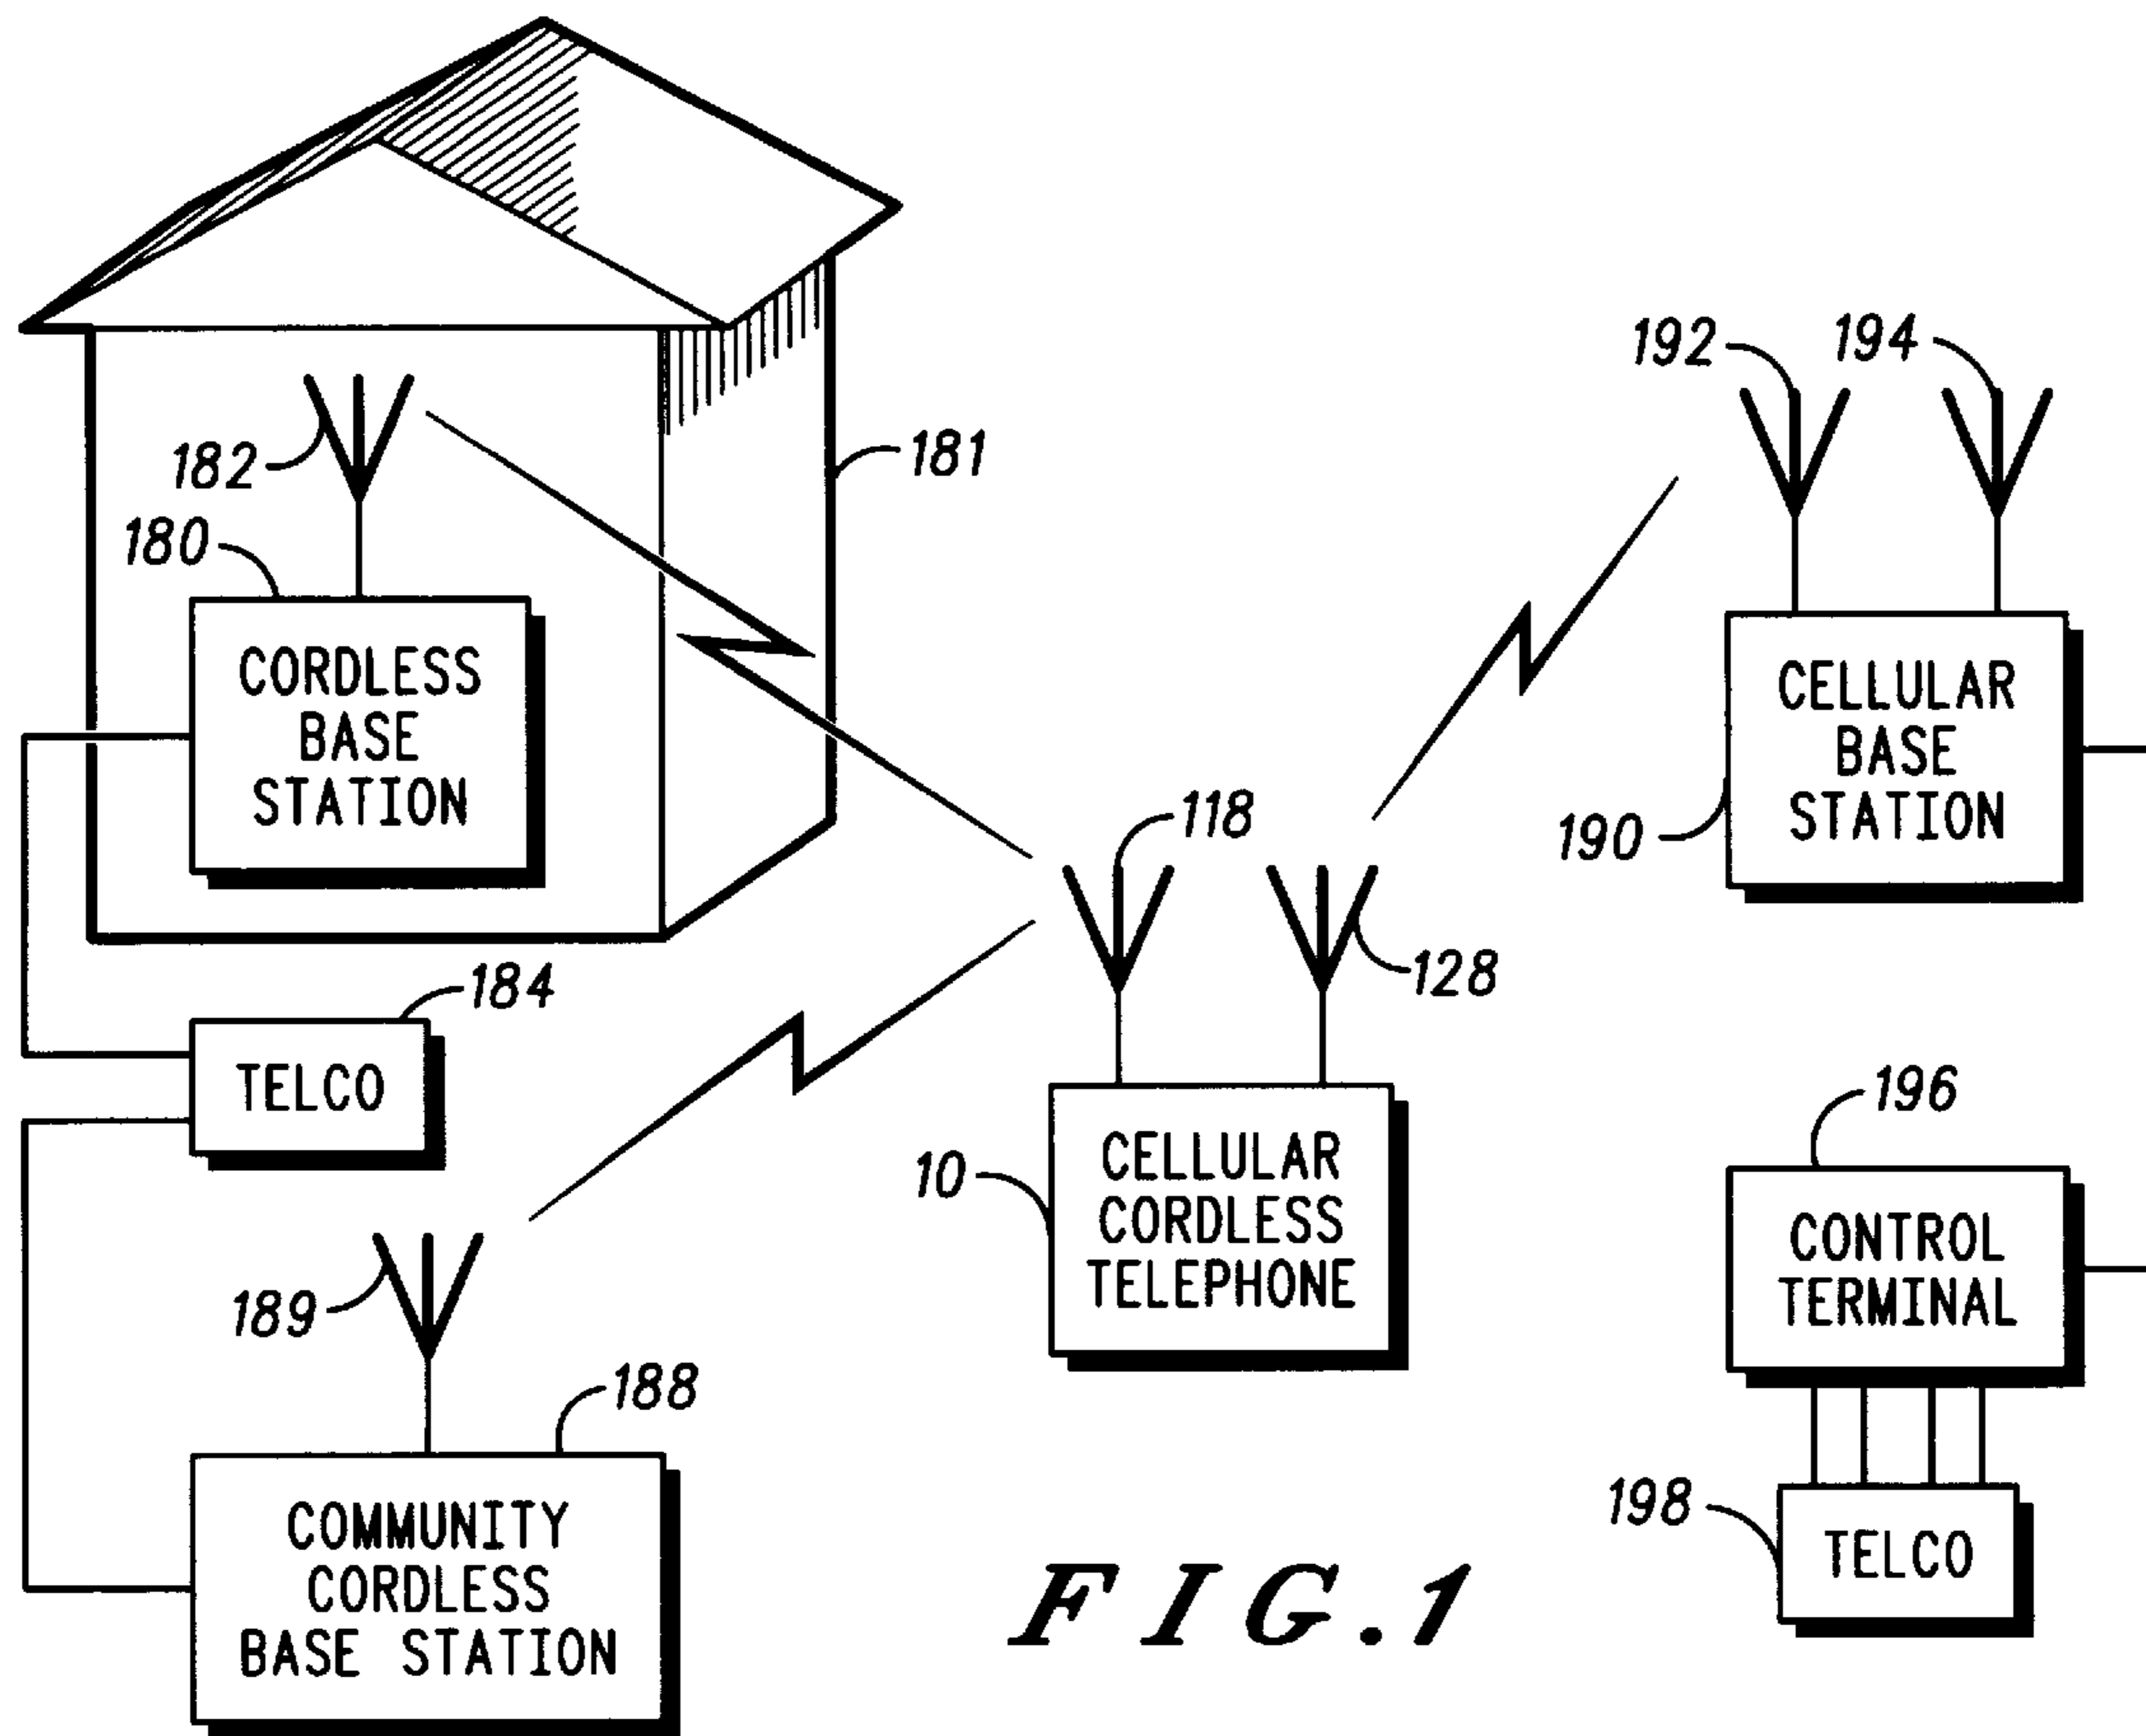 192
194
182
181
180
CORDLESS
BASE
STATION
CELLULAR
BASE
STATION
190
118
128
184
TELCO
196
10
CELLULAR
CORDLESS
TELEPHONE
CONTROL
TERMINAL
189
188
198
TELCO
COMMUNITY
CORDLESS
BASE STATION
FIG.1